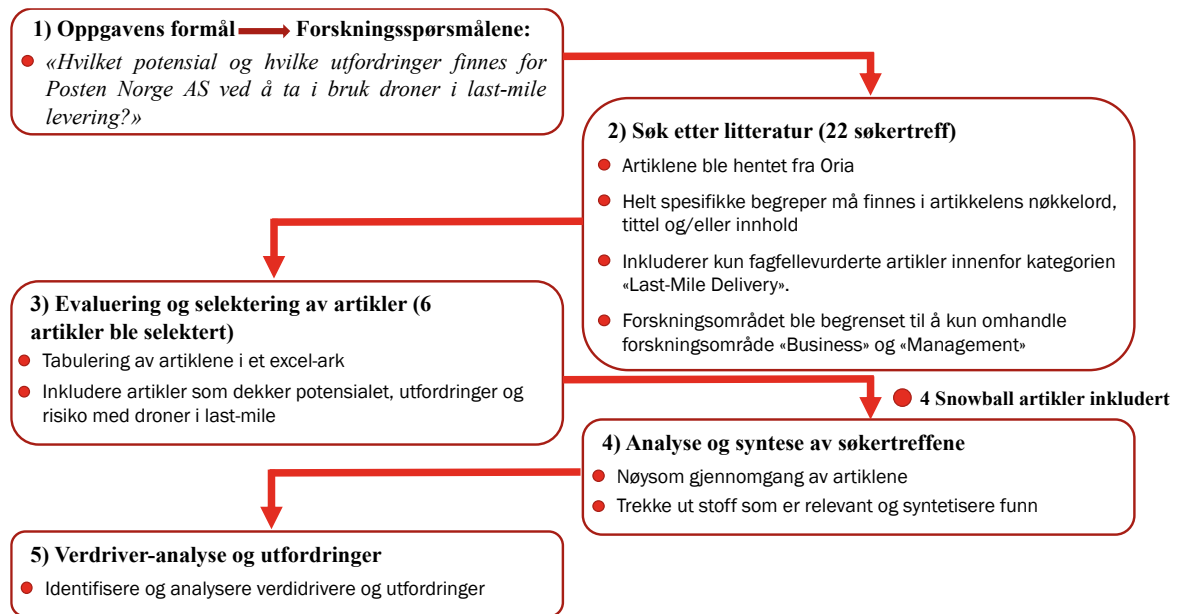 1) Oppgavens formål Forskningsspørsmålene:
«Hvilket potensial og hvilke utfordringer finnes for
Posten Norge AS ved å ta i bruk droner i last-mile
levering?»
2) Søk etter litteratur (22 søkertreff)
Artiklene ble hentet fra Oria
Helt spesifikke begreper må finnes i artikkelens nøkkelord,
tittel og/eller innhold
Inkluderer kun fagfellevurderte artikler innenfor kategorien
«Last-Mile Delivery».
Forskningsområdet ble begrenset til å kun omhandle
forskningsområde «Business» og «Management»
3) Evaluering og selektering av artikler (6
artikler ble selektert)
Tabulering av artiklene i et excel-ark
Inkludere artikler som dekker potensialet, utfordringer og
risiko med droner i last-mile
4 Snowball artikler inkludert
4) Analyse og syntese av søkertreffene
Nøysom gjennomgang av artiklene
Trekke ut stoff som er relevant og syntetisere funn
5) Verdriver-analyse og utfordringer
Identifisere og analysere verdidrivere og utfordringer